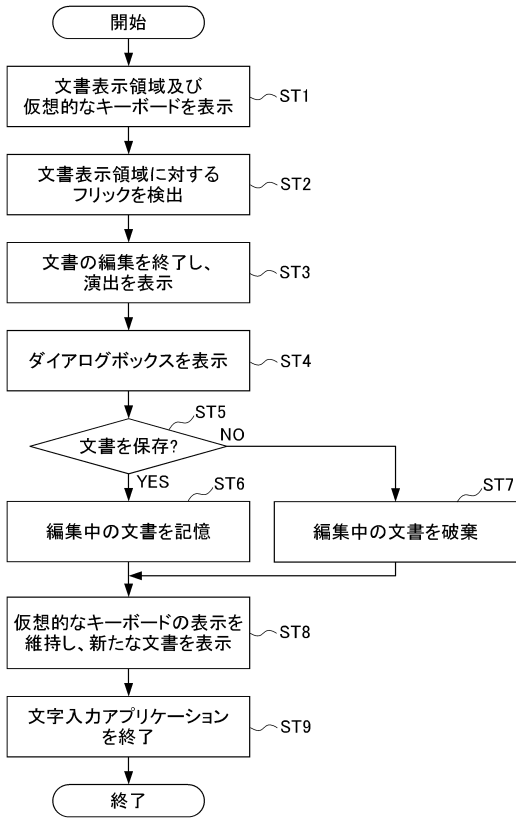 開始
文書表示領域及び
仮想的なキーボードを表示
ST1
文書表示領域に対する
フリックを検出
ST2
文書の編集を終了し、
演出を表示
ST3
ダイアログボックスを表示
ST4
ST5
文書を保存?
NO
YES
ST6
編集中の文書を記憶
ST7
編集中の文書を破棄
仮想的なキーボードの表示を
維持し、新たな文書を表示
ST8
文字入力アプリケーション
を終了
ST9
終了